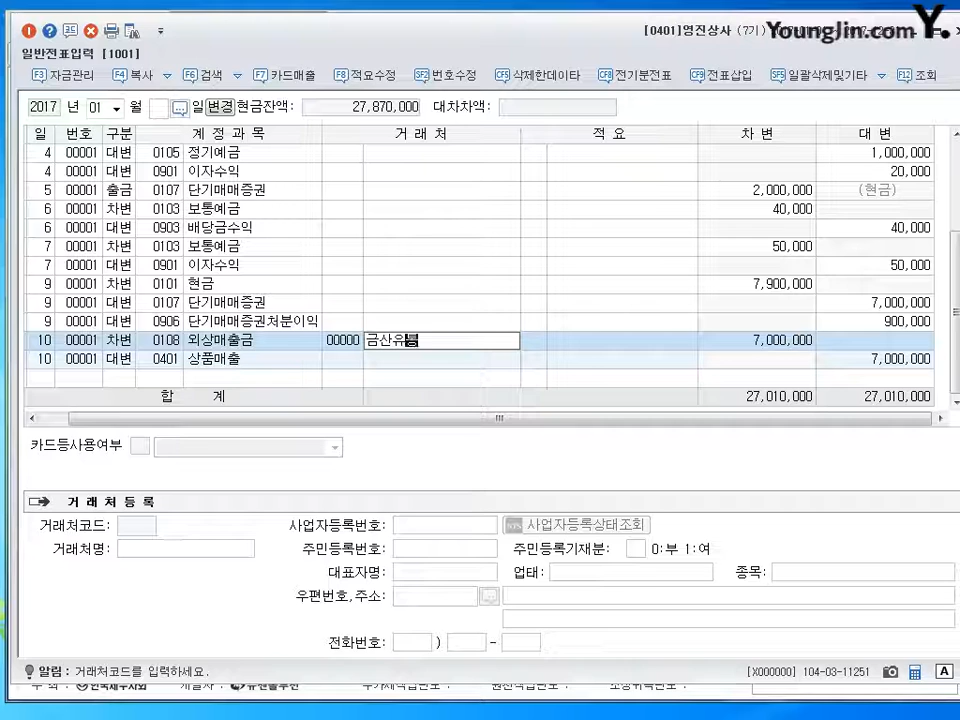 [0401]영진상사 (7기)
Younglin.com Y.
일반전표입력 [1001]
F3 자금관리 F4 복사 F6 검색 F7 카드매출 F8 적요수정 SF2 번호수정 CF5 삭제한데이타 CF8 전기분전표 CF9 전표삽입 SF5 일괄삭제및기타 F12 조회
2017 년 01 월 일 변경 현금잔액: 27,870,000 대차차액:
일 번호 구분 계 정 과 목 거 래 처 적 요 차 변 대 변
4 00001 대변 0105 정기예금 1,000,000
4 00001 대변 0901 이자수익 20,000
5 00001 출금 0107 단기매매증권 2,000,000 (현금)
6 00001 차변 0103 보통예금 40,000
6 00001 대변 0903 배당금수익 40,000
7 00001 차변 0103 보통예금 50,000
7 00001 대변 0901 이자수익 50,000
9 00001 차변 0101 현금 7,900,000
9 00001 대변 0107 단기매매증권 7,000,000
9 00001 대변 0906 단기매매증권처분이익 900,000
10 00001 차변 0108 외상매출금 00000 금산유통 7,000,000
10 00001 대변 0401 상품매출 7,000,000
합 계 27,010,000 27,010,000
카드등사용여부
거 래 처 등 록
거래처코드: 사업자등록번호: 사업자등록상태조회
거래처명: 주민등록번호: 주민등록기재분: 0:부 1:여
대표자명: 업태: 종목:
우편번호,주소:
전화번호: ) -
알림: 거래처코드를 입력하세요. [X000000] 104-03-11251 A